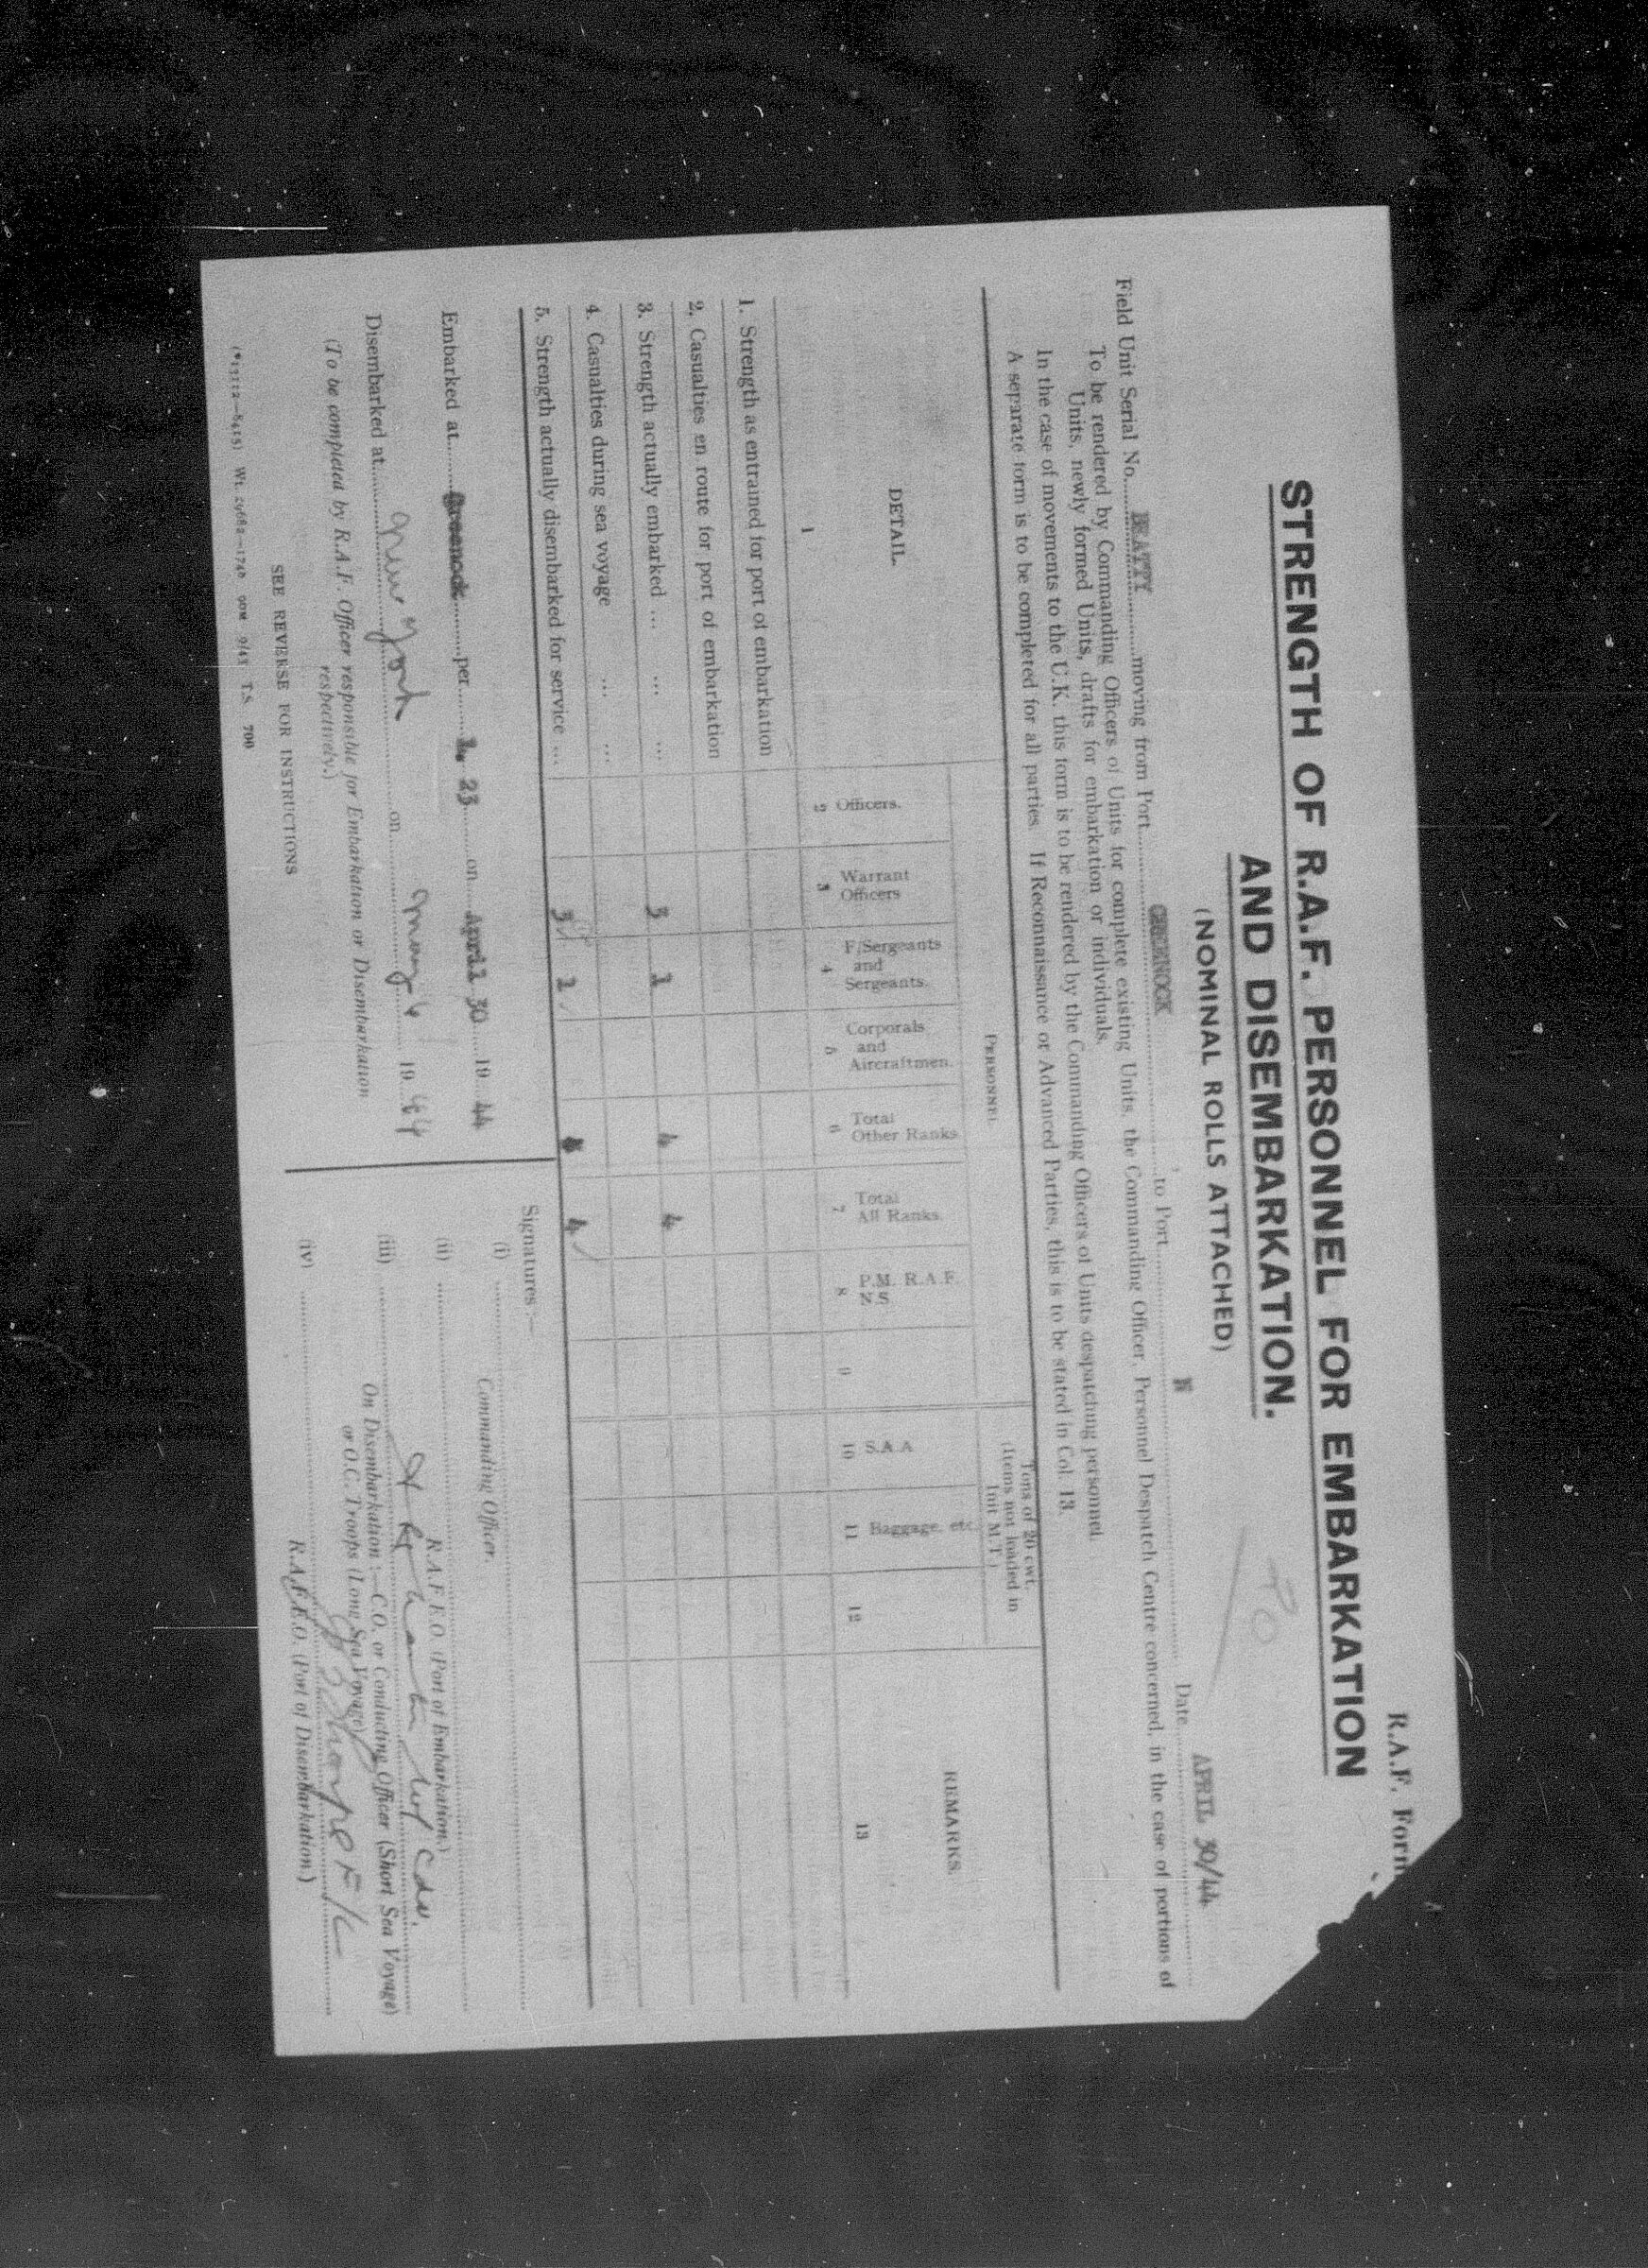 R.A.F. Form
STRENGTH OF R.A.F. PERSONNEL FOR EMBARKATION
AND DISEMBARKATION.
(NOMINAL ROLLS ATTACHED)
Field Unit Serial No. BEATTY moving from Port GREENOCK to Port N Date APRIL 30/44
To be rendered by Commanding Officers of Units for complete existing Units, the Commanding Officer, Personnel Despatch Centre concerned, in the case of portions of
Units, newly formed Units, drafts for embarkation or individuals.
In the case of movements to the U.K. this form is to be rendered by the Commanding Officers of Units despatching personnel.
A separate form is to be completed for all parties. If Reconnaissance or Advanced Parties, this is to be stated in Col. 13.
PERSONNEL
Tons of 20 cwt.
(Items not loaded in
Unit M.T.)
DETAIL.
Officers.
Warrant
Officers
F/Sergeants
and
Sergeants.
Corporals
and
Aircraftmen.
Total
Other Ranks
Total
All Ranks.
P.M. R.A.F.
N.S
S.A.A
Baggage, etc.
REMARKS.
1 2 3 4 5 6 7 8 9 10 11 12 13
1. Strength as entrained for port of embarkation
2. Casualties en route for port of embarkation
3. Strength actually embarked ... ... ... 3 1 4 4
4. Casualties during sea voyage ... ...
5. Strength actually disembarked for service ... 3 1 4 4
Embarked at Greenock per 1. 23 on April 30 19 44
Disembarked at New York on May 6 19 44
(To be completed by R.A.F. Officer responsible for Embarkation or Disembarkation
respectively.)
SEE REVERSE FOR INSTRUCTIONS
T.S. 700
Signatures :—
(i)
Commanding Officer.
(ii)
R.A.F.E.O. (Port of Embarkation.)
(iii)
On Disembarkation :—C.O. or Conducting Officer (Short Sea Voyage)
or O.C. Troops (Long Sea Voyage)
(iv) Sharpe F/L
R.A.F.E.O. (Port of Disembarkation.)